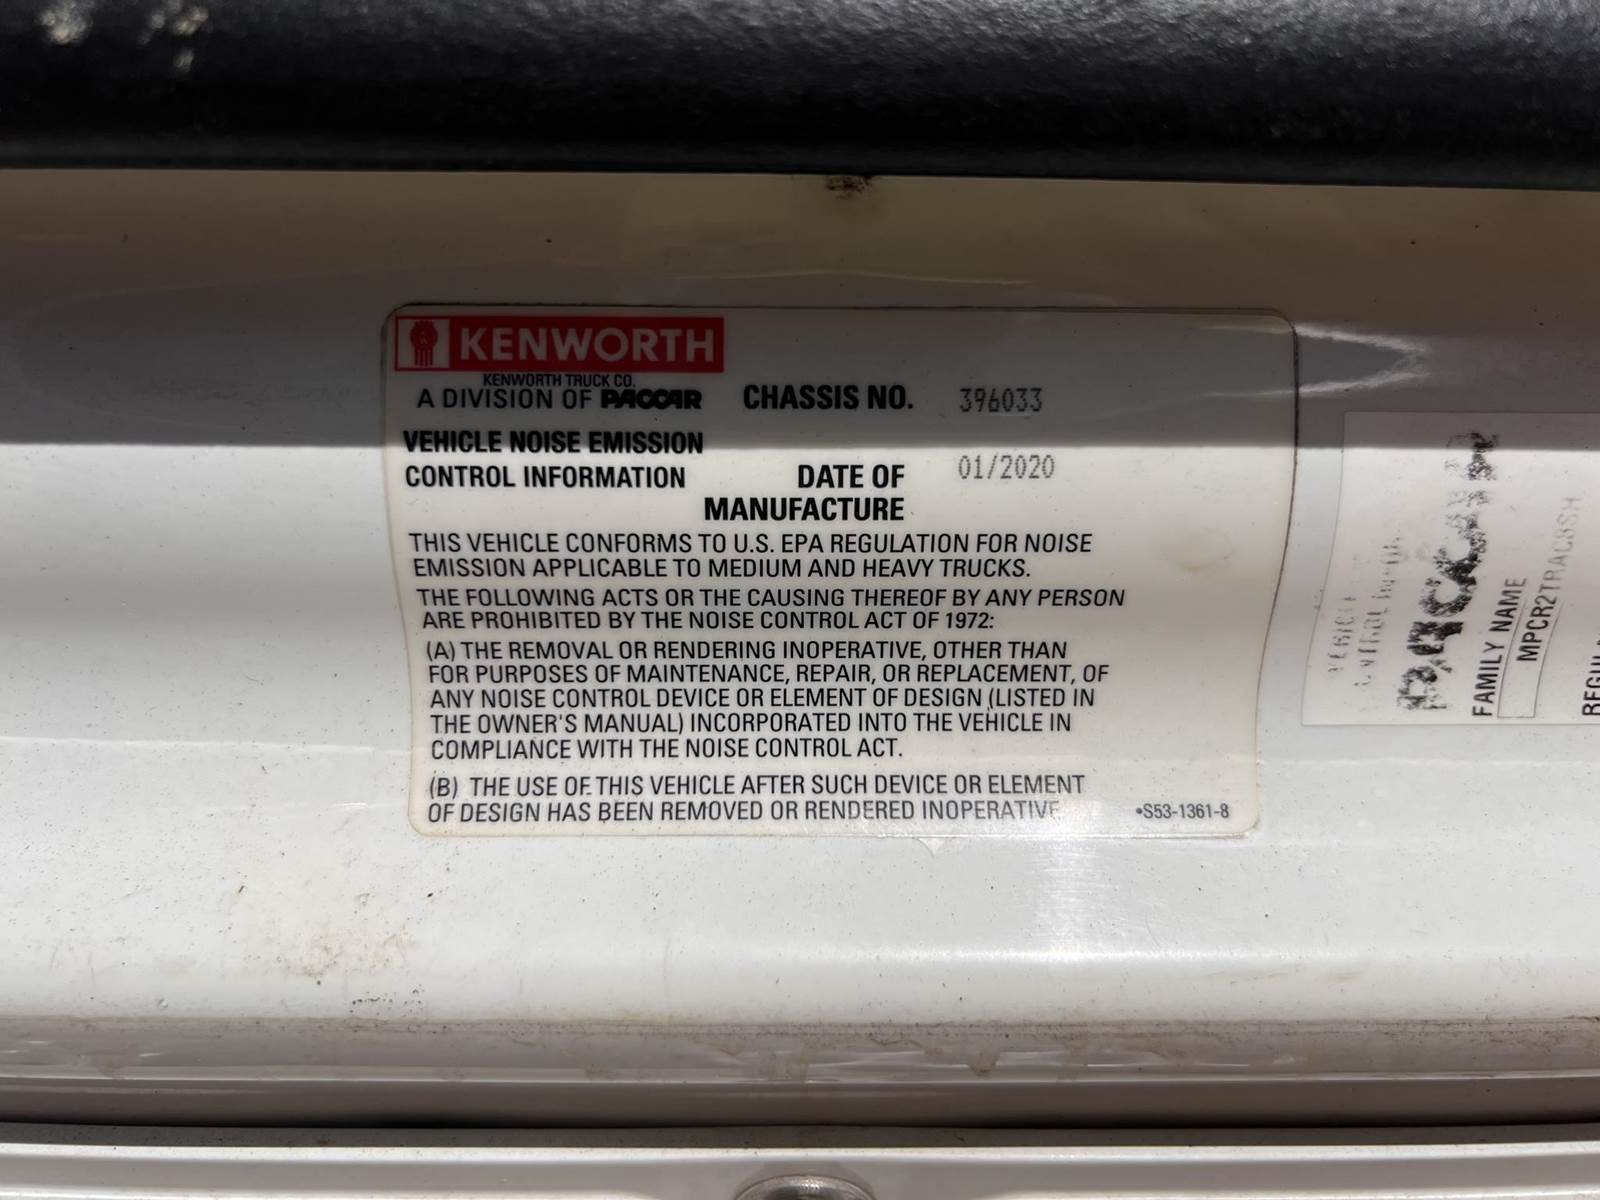 KENWORTH
KENWORTH TRUCK CO.
A DIVISION OF PACCAR
CHASSIS NO. 396033
VEHICLE NOISE EMISSION
CONTROL INFORMATION
DATE OF
MANUFACTURE
01/2020
THIS VEHICLE CONFORMS TO U.S. EPA REGULATION FOR NOISE
EMISSION APPLICABLE TO MEDIUM AND HEAVY TRUCKS.
THE FOLLOWING ACTS OR THE CAUSING THEREOF BY ANY PERSON
ARE PROHIBITED BY THE NOISE CONTROL ACT OF 1972:
(A) THE REMOVAL OR RENDERING INOPERATIVE, OTHER THAN
FOR PURPOSES OF MAINTENANCE, REPAIR, OR REPLACEMENT, OF
ANY NOISE CONTROL DEVICE OR ELEMENT OF DESIGN (LISTED IN
THE OWNER'S MANUAL) INCORPORATED INTO THE VEHICLE IN
COMPLIANCE WITH THE NOISE CONTROL ACT.
(B) THE USE OF THIS VEHICLE AFTER SUCH DEVICE OR ELEMENT
OF DESIGN HAS BEEN REMOVED OR RENDERED INOPERATIVE
•S53-1361-8
FAMILY NAME
MPCR2TRAC8SH